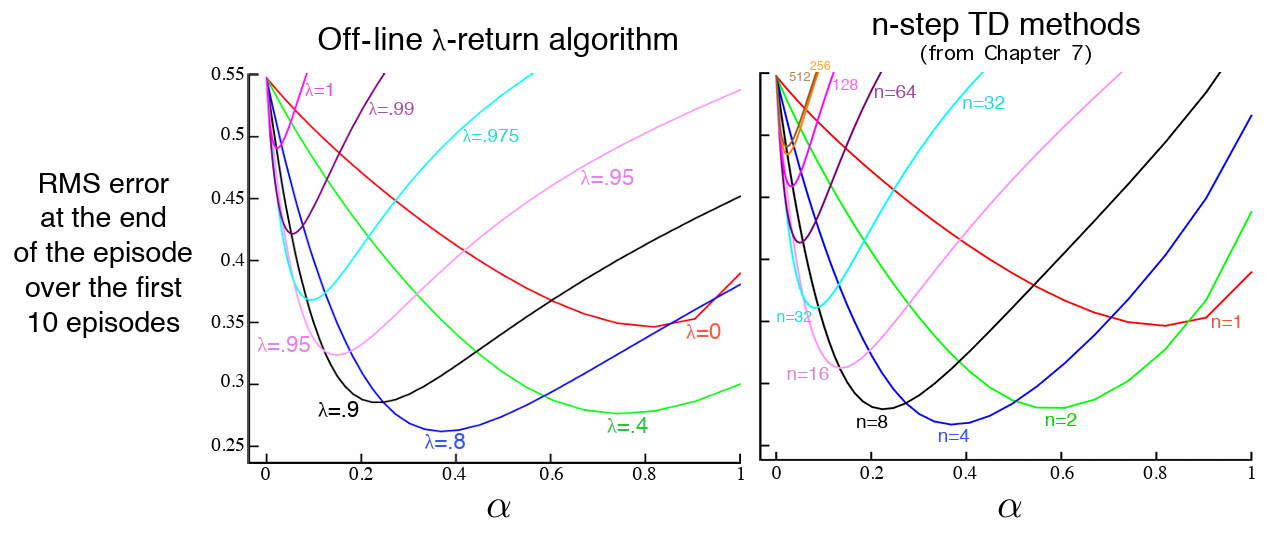 Off-line λ-return algorithm
n-step TD methods
(from Chapter 7)
RMS error
at the end
of the episode
over the first
10 episodes
0.55
0.5
0.45
0.4
0.35
0.3
0.25
λ=1
λ=.99
λ=.975
λ=.95
λ=.95
λ=0
λ=.9
λ=.8
λ=.4
0 0.2 0.4 0.6 0.8 1
α
256
512
128
n=64
n=32
n=32
n=1
n=16
n=8
n=4
n=2
0 0.2 0.4 0.6 0.8 1
α